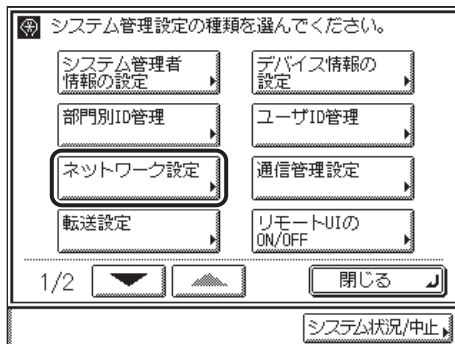 システム管理設定の種類を選んでください。
システム管理者
情報の設定
デバイス情報の
設定
部門別ID管理
ユーザID管理
ネットワーク設定
通信管理設定
転送設定
リモートUIの
ON/OFF
1/2
閉じる
システム状況/中止